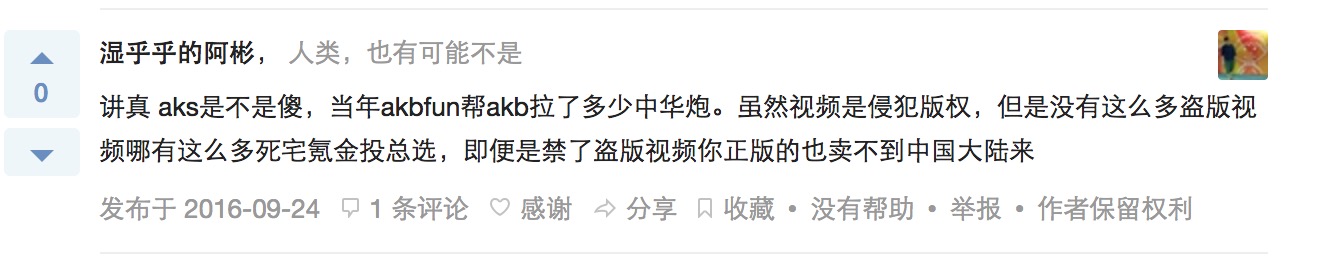 湿乎乎的阿彬，人类，也有可能不是
0
讲真 aks是不是傻，当年akbfun帮akb拉了多少中华炮。虽然视频是侵犯版权，但是没有这么多盗版视
频哪有这么多死宅氪金投总选，即便是禁了盗版视频你正版的也卖不到中国大陆来
发布于 2016-09-24 1 条评论 感谢 分享 收藏 • 没有帮助 • 举报 • 作者保留权利